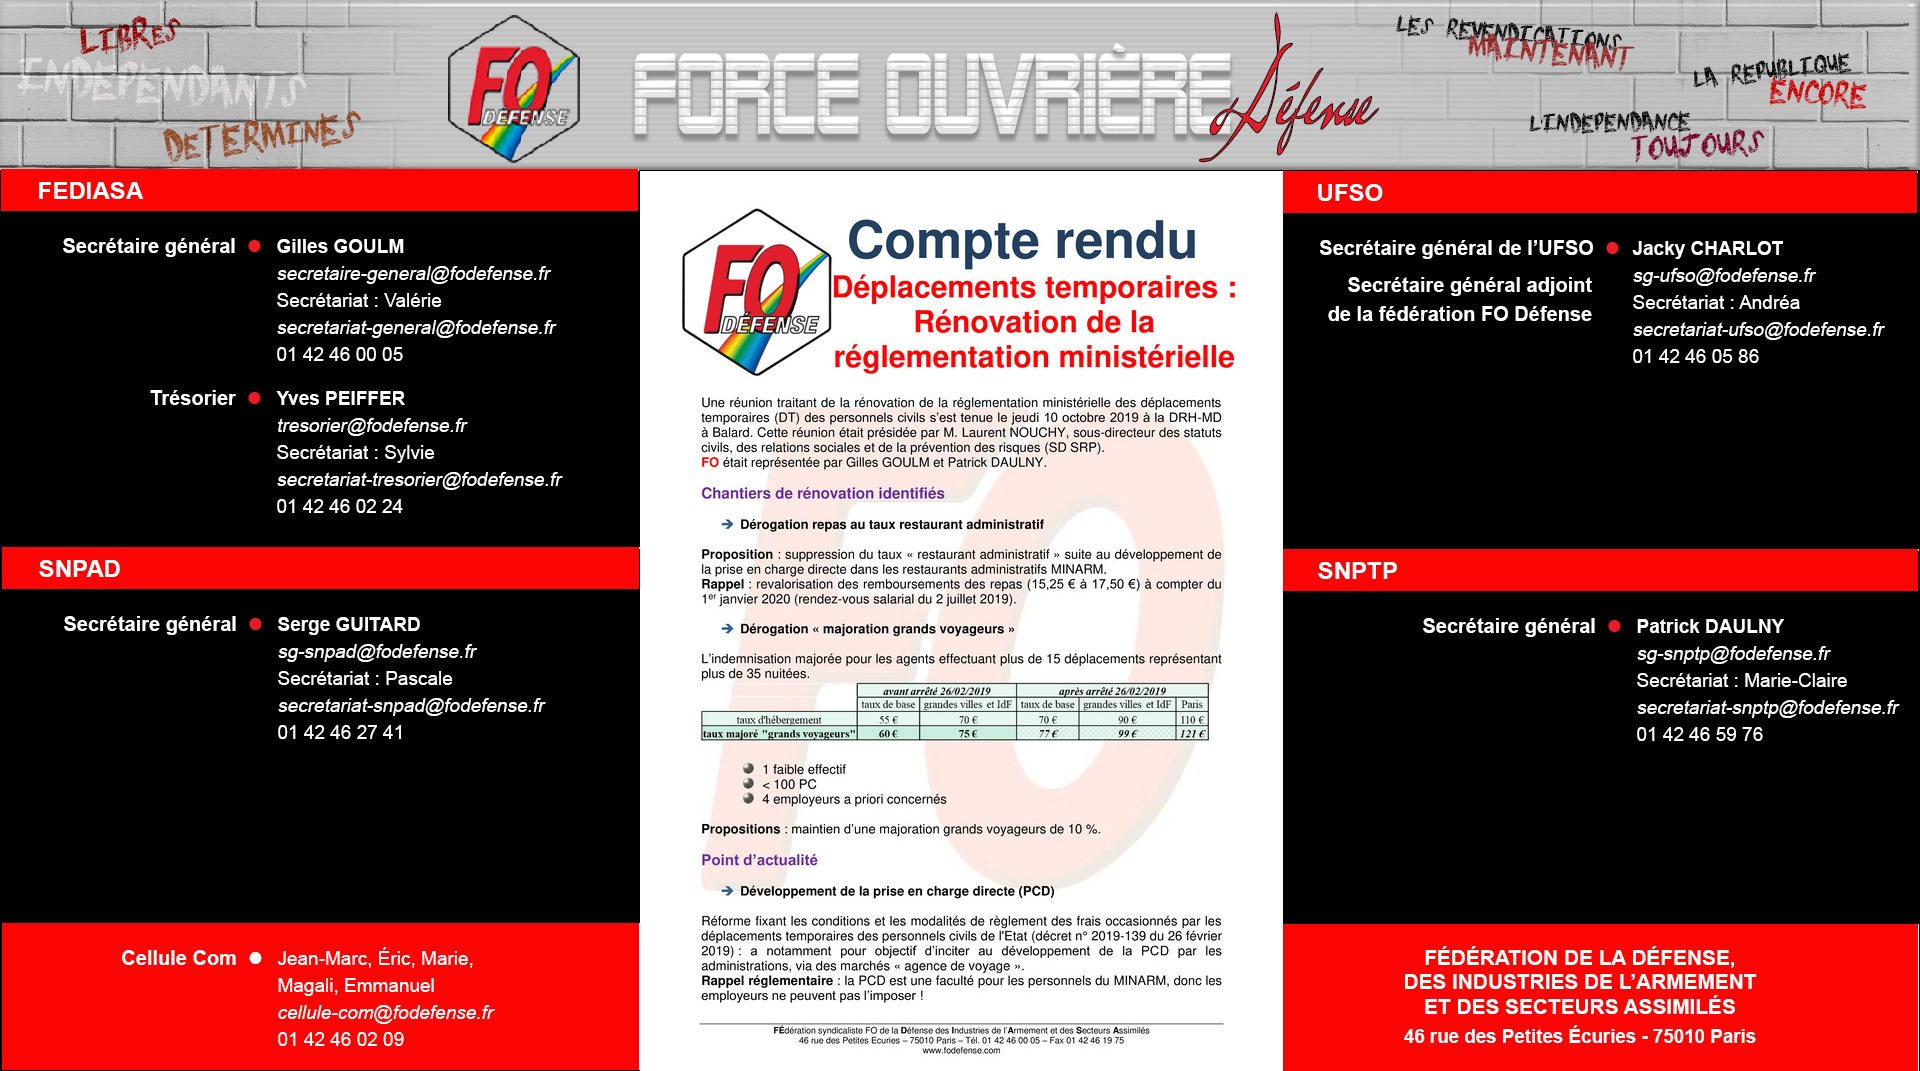 LIBRES
INDEPENDANTS
DETERMINES
FO
DÉFENSE
FORCE OUVRIÈRE
Défense
LES REVENDICATIONS
MAINTENANT
LA REPUBLIQUE
ENCORE
L'INDEPENDANCE
TOUJOURS
FEDIASA
Secrétaire général ● Gilles GOULM
secretaire-general@fodefense.fr
Secrétariat : Valérie
secretariat-general@fodefense.fr
01 42 46 00 05
Trésorier ● Yves PEIFFER
tresorier@fodefense.fr
Secrétariat : Sylvie
secretariat-tresorier@fodefense.fr
01 42 46 02 24
SNPAD
Secrétaire général ● Serge GUITARD
sg-snpad@fodefense.fr
Secrétariat : Pascale
secretariat-snpad@fodefense.fr
01 42 46 27 41
Cellule Com ● Jean-Marc, Éric, Marie,
Magali, Emmanuel
cellule-com@fodefense.fr
01 42 46 02 09
FO
DÉFENSE
Compte rendu
Déplacements temporaires :
Rénovation de la
réglementation ministérielle
Une réunion traitant de la rénovation de la réglementation ministérielle des déplacements
temporaires (DT) des personnels civils s'est tenue le jeudi 10 octobre 2019 à la DRH-MD
à Balard. Cette réunion était présidée par M. Laurent NOUCHY, sous-directeur des statuts
civils, des relations sociales et de la prévention des risques (SD SRP).
FO était représentée par Gilles GOULM et Patrick DAULNY.
Chantiers de rénovation identifiés
➔ Dérogation repas au taux restaurant administratif
Proposition : suppression du taux « restaurant administratif » suite au développement de
la prise en charge directe dans les restaurants administratifs MINARM.
Rappel : revalorisation des remboursements des repas (15,25 € à 17,50 €) à compter du
1er janvier 2020 (rendez-vous salarial du 2 juillet 2019).
➔ Dérogation « majoration grands voyageurs »
L'indemnisation majorée pour les agents effectuant plus de 15 déplacements représentant
plus de 35 nuitées.
avant arrêté 26/02/2019 après arrêté 26/02/2019
taux de base grandes villes et IdF taux de base grandes villes et IdF Paris
taux d'hébergement 55 € 70 € 70 € 90 € 110 €
taux majoré "grands voyageurs" 60 € 75 € 77 € 99 € 121 €
1 faible effectif
< 100 PC
4 employeurs a priori concernés
Propositions : maintien d'une majoration grands voyageurs de 10 %.
Point d'actualité
➔ Développement de la prise en charge directe (PCD)
Réforme fixant les conditions et les modalités de règlement des frais occasionnés par les
déplacements temporaires des personnels civils de l'Etat (décret n° 2019-139 du 26 février
2019) : a notamment pour objectif d'inciter au développement de la PCD par les
administrations, via des marchés « agence de voyage ».
Rappel réglementaire : la PCD est une faculté pour les personnels du MINARM, donc les
employeurs ne peuvent pas l'imposer !
FÉdération syndicaliste FO de la Défense des Industries de l'Armement et des Secteurs Assimilés
46 rue des Petites Ecuries – 75010 Paris – Tél. 01 42 46 00 05 – Fax 01 42 46 19 75
www.fodefense.com
UFSO
Secrétaire général de l'UFSO ● Jacky CHARLOT
Secrétaire général adjoint
de la fédération FO Défense
sg-ufso@fodefense.fr
Secrétariat : Andréa
secretariat-ufso@fodefense.fr
01 42 46 05 86
SNPTP
Secrétaire général ● Patrick DAULNY
sg-snptp@fodefense.fr
Secrétariat : Marie-Claire
secretariat-snptp@fodefense.fr
01 42 46 59 76
FÉDÉRATION DE LA DÉFENSE,
DES INDUSTRIES DE L'ARMEMENT
ET DES SECTEURS ASSIMILÉS
46 rue des Petites Écuries - 75010 Paris